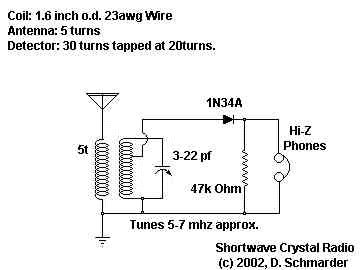 Coil: 1.6 inch o.d. 23awg Wire
Antenna: 5 turns
Detector: 30 turns tapped at 20turns.
1N34A
Hi-Z
Phones
5t
3-22 pf
47k Ohm
Tunes 5-7 mhz approx.
Shortwave Crystal Radio
(c) 2002, D. Schmarder